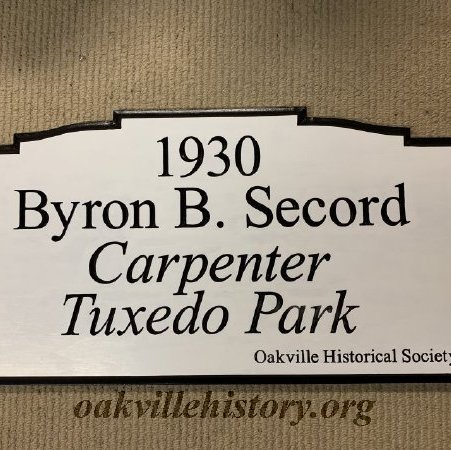 1930
Byron B. Secord
Carpenter
Tuxedo Park
Oakville Historical Society
oakvillehistory.org